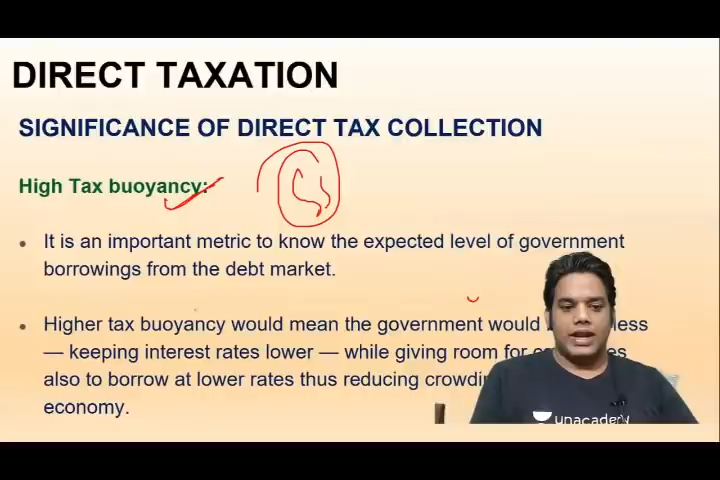 DIRECT TAXATION
SIGNIFICANCE OF DIRECT TAX COLLECTION
High Tax buoyancy:
• It is an important metric to know the expected level of government
borrowings from the debt market.
• Higher tax buoyancy would mean the government would less
— keeping interest rates lower — while giving room for
also to borrow at lower rates thus reducing
economy.
unacademy